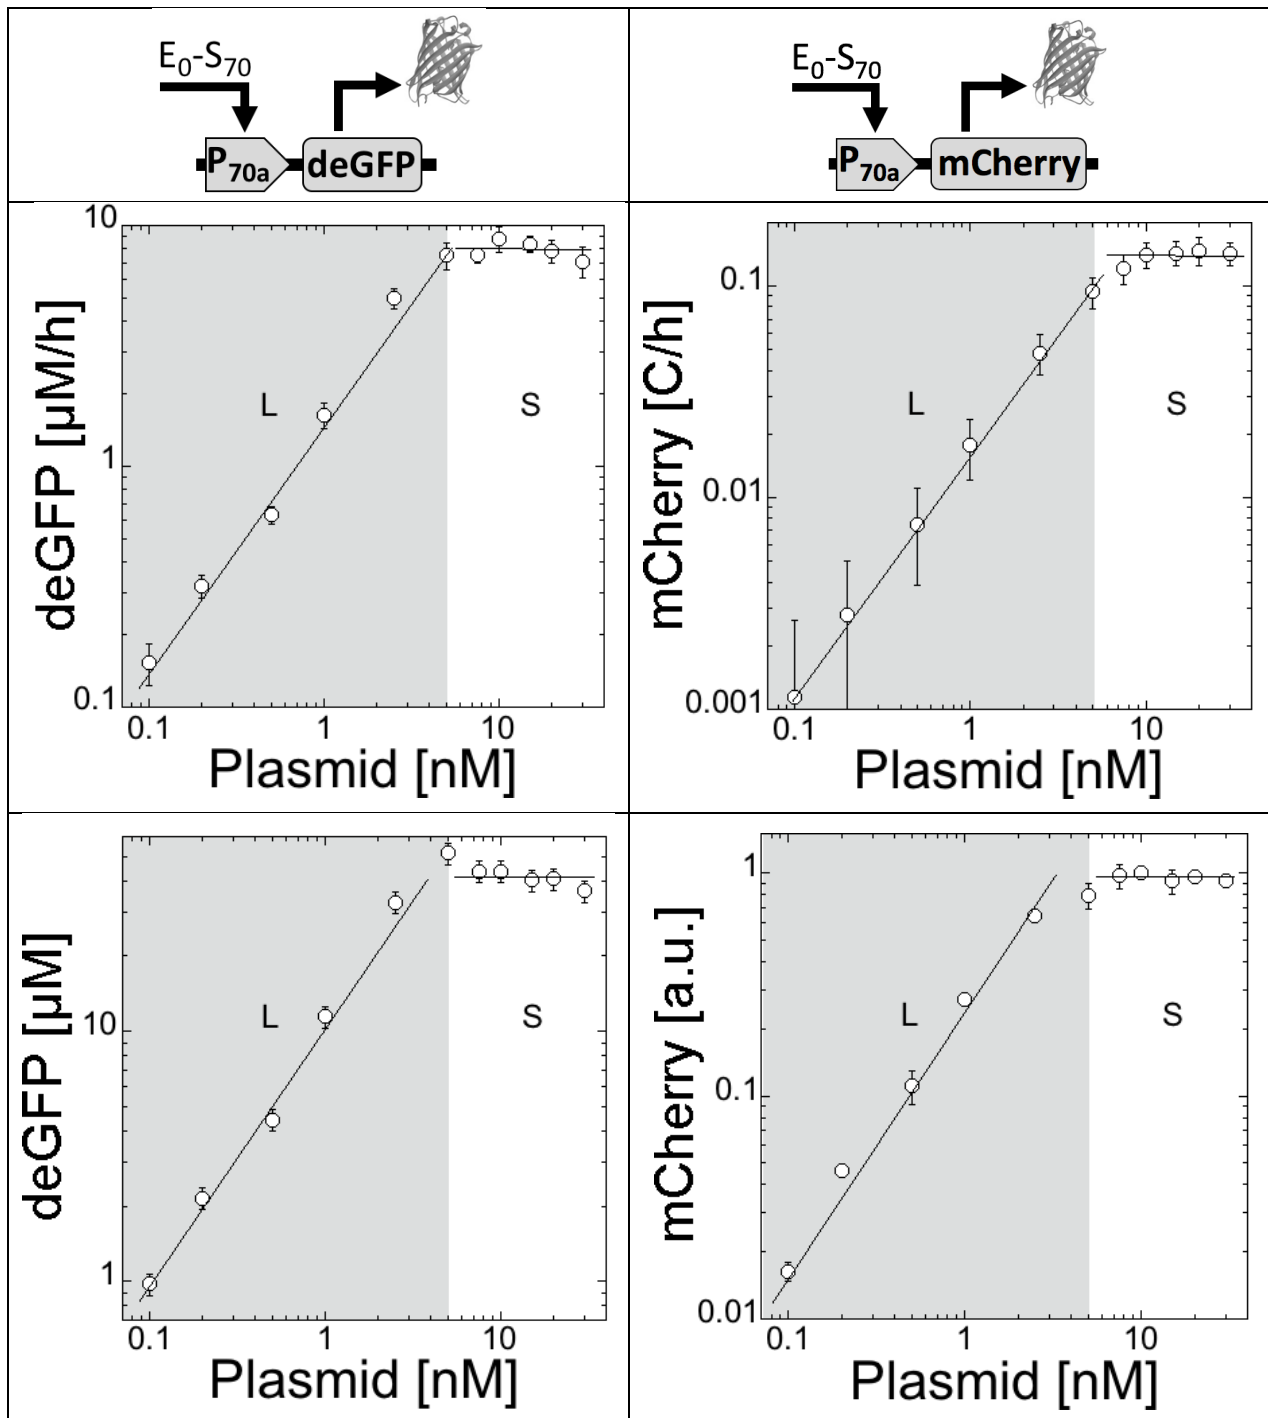 E₀-S₇₀
P₇₀ₐ deGFP
E₀-S₇₀
P₇₀ₐ mCherry
deGFP [µM/h]
10
1
0.1
L
S
0.1 1 10
Plasmid [nM]
mCherry [C/h]
0.1
0.01
0.001
L
S
0.1 1 10
Plasmid [nM]
deGFP [µM]
10
1
L
S
0.1 1 10
Plasmid [nM]
mCherry [a.u.]
1
0.1
0.01
L
S
0.1 1 10
Plasmid [nM]